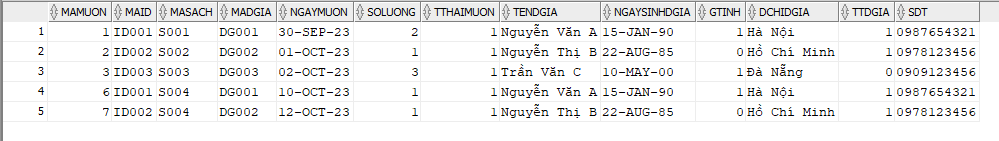 MAMUON MAID MASACH MADGIA NGAYMUON SOLUONG TTHAIMUON TENDGIA NGAYSINHDGIA GTINH DCHIDGIA TTDGIA SDT
1 1 ID001 S001 DG001 30-SEP-23 2 1 Nguyễn Văn A 15-JAN-90 1 Hà Nội 1 0987654321
2 2 ID002 S002 DG002 01-OCT-23 1 1 Nguyễn Thị B 22-AUG-85 0 Hồ Chí Minh 1 0978123456
3 3 ID003 S003 DG003 02-OCT-23 3 1 Trần Văn C 10-MAY-00 1 Đà Nẵng 0 0909123456
4 6 ID001 S004 DG001 10-OCT-23 1 1 Nguyễn Văn A 15-JAN-90 1 Hà Nội 1 0987654321
5 7 ID002 S004 DG002 12-OCT-23 1 1 Nguyễn Thị B 22-AUG-85 0 Hồ Chí Minh 1 0978123456